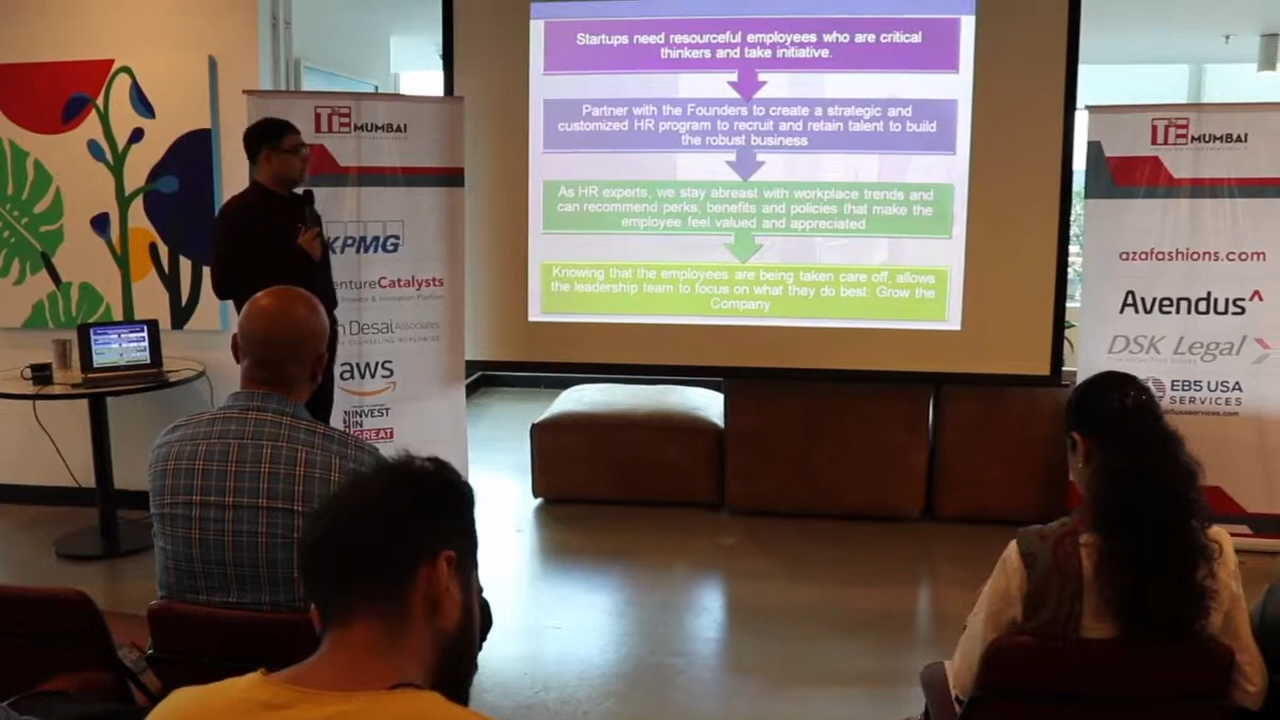 Startups need resourceful employees who are critical
thinkers and take initiative.
Partner with the Founders to create a strategic and
customized HR program to recruit and retain talent to build
the robust business
As HR experts, we stay abreast with workplace trends and
can recommend perks, benefits and policies that make the
employee feel valued and appreciated
Knowing that the employees are being taken care off, allows
the leadership team to focus on what they do best: Grow the
Company
TiE MUMBAI
KPMG
entureCatalysts
Desai Associates
aws
INVEST
IN
GREAT
TiE MUMBAI
azafashions.com
Avendus
DSK Legal
EB5 USA
SERVICES
b5usaservices.com